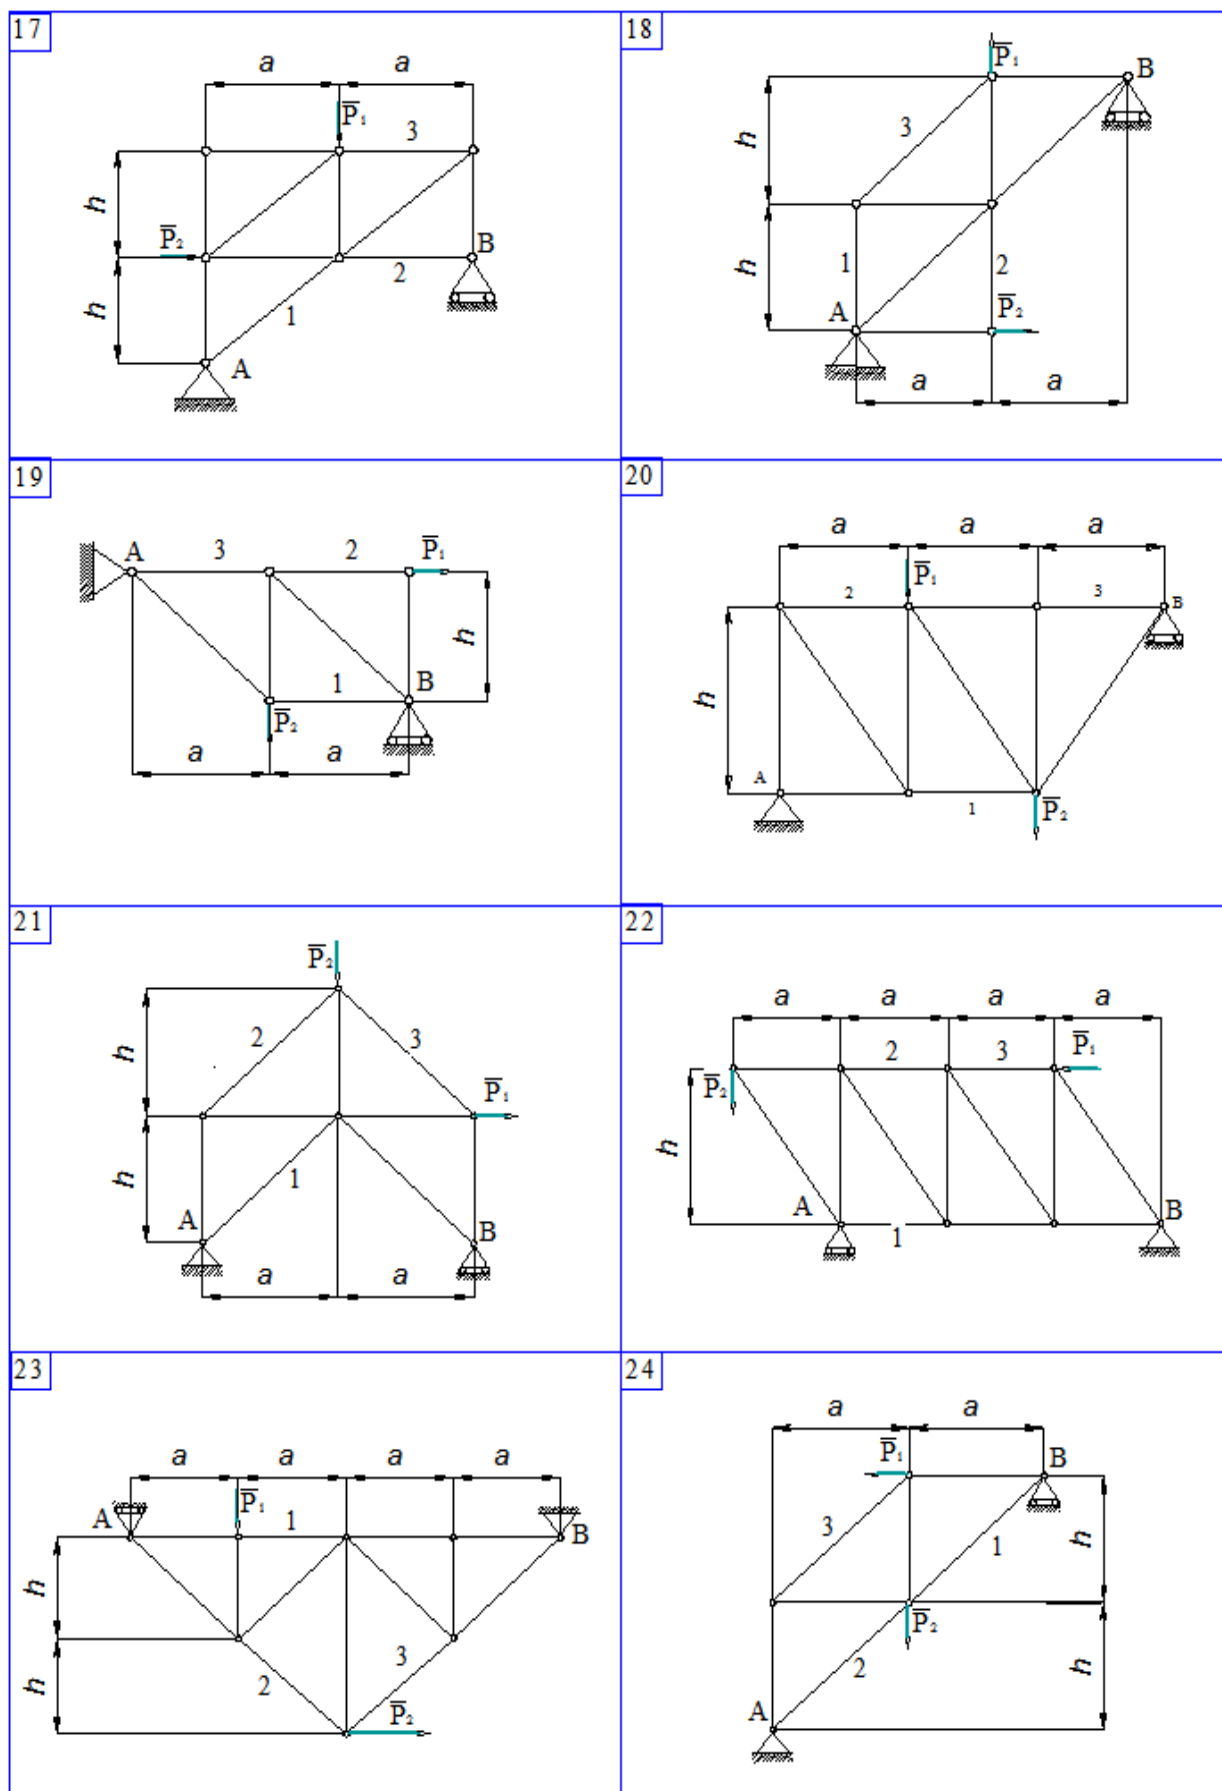 17
a a
P̅₁
3
h
P̅₂
B
2
h
1
A
18
P̅₁
B
h
3
h
1
2
A
P̅₂
a a
19
A 3 2 P̅₁
h
1 B
P̅₂
a a
20
a a a
P̅₁
2 3 B
h
A
1 P̅₂
21
P̅₂
h
2 3
P̅₁
h
1
A B
a a
22
a a a a
2 3 P̅₁
P̅₂
h
A B
1
23
a a a a
A P̅₁ 1 B
h
h
2 3
P̅₂
24
a a
P̅₁ B
3 1 h
P̅₂
2 h
A